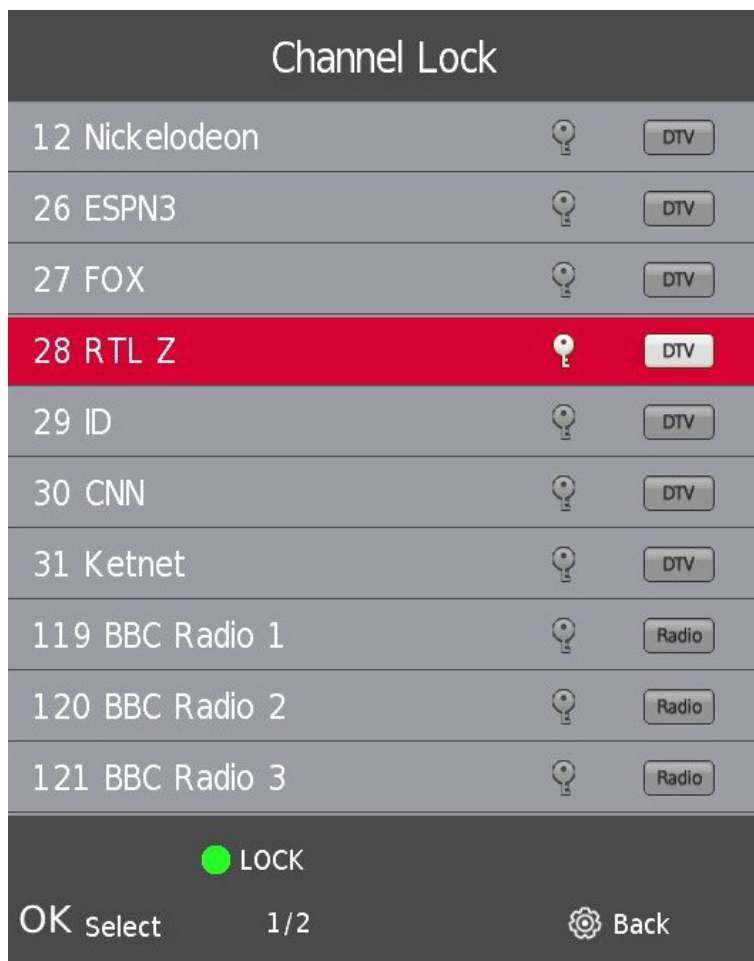 Channel Lock
12 Nickelodeon DTV
26 ESPN3 DTV
27 FOX DTV
28 RTL Z DTV
29 ID DTV
30 CNN DTV
31 Ketnet DTV
119 BBC Radio 1 Radio
120 BBC Radio 2 Radio
121 BBC Radio 3 Radio
LOCK
OK Select 1/2 Back